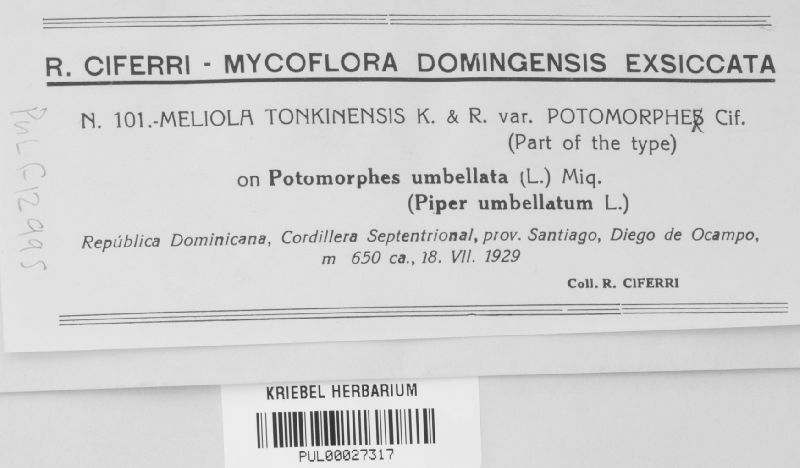 R. CIFERRI - MYCOFLORA DOMINGENSIS EXSICCATA
N. 101.-MELIOLA TONKINENSIS K. & R. var. POTOMORPHES Cif.
(Part of the type)
on Potomorphes umbellata (L.) Miq.
(Piper umbellatum L.)
República Dominicana, Cordillera Septentrional, prov. Santiago, Diego de Ocampo,
m 650 ca., 18. VII. 1929
Coll. R. CIFERRI
KRIEBEL HERBARIUM
PUL00027317